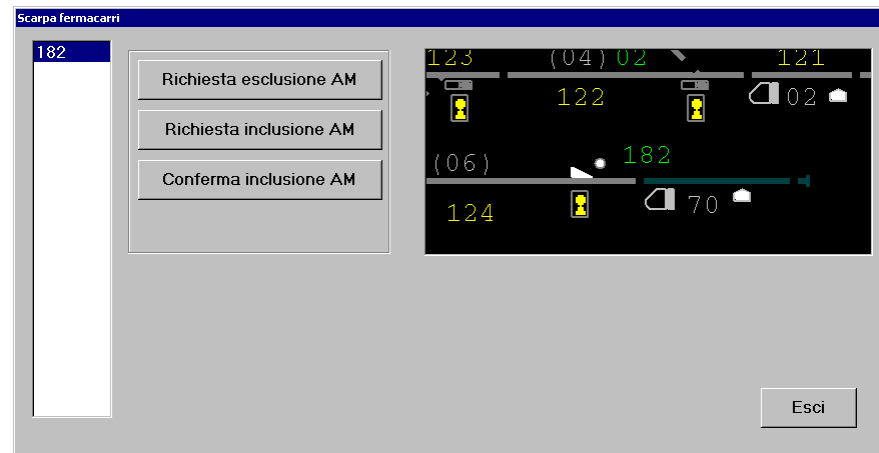 Scarpa fermacarri
182
Richiesta esclusione AM
Richiesta inclusione AM
Conferma inclusione AM
123 (04) 02 121
122 02
(06) 182
124 70
Esci